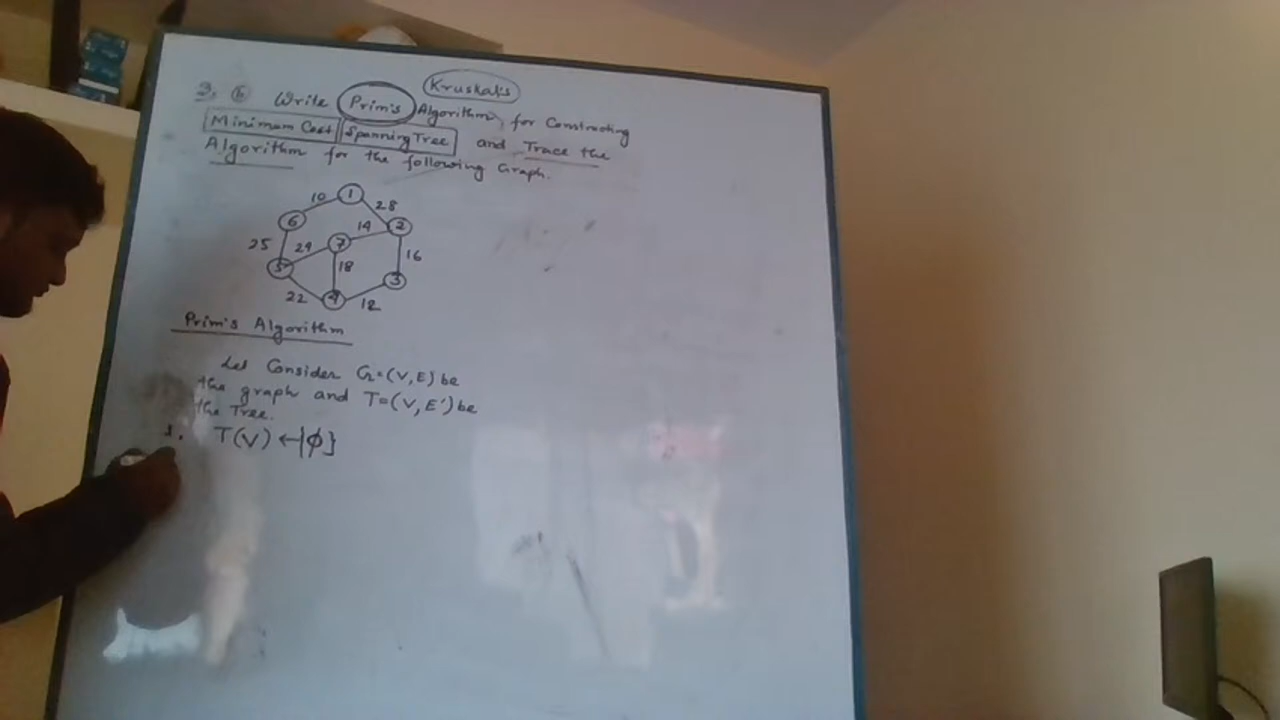 3. (b) Write Prim's Kruskal's Algorithm, for Constructing
Minimum Cost Spanning Tree and Trace the
Algorithm for the following Graph.
1
10
28
6
2
14
7
25
29
16
18
5
3
22
4
12
Prim's Algorithm
Let Consider G=(V,E) be
the graph and T=(V,E') be
the Tree.
1. T(V) ← {ϕ}